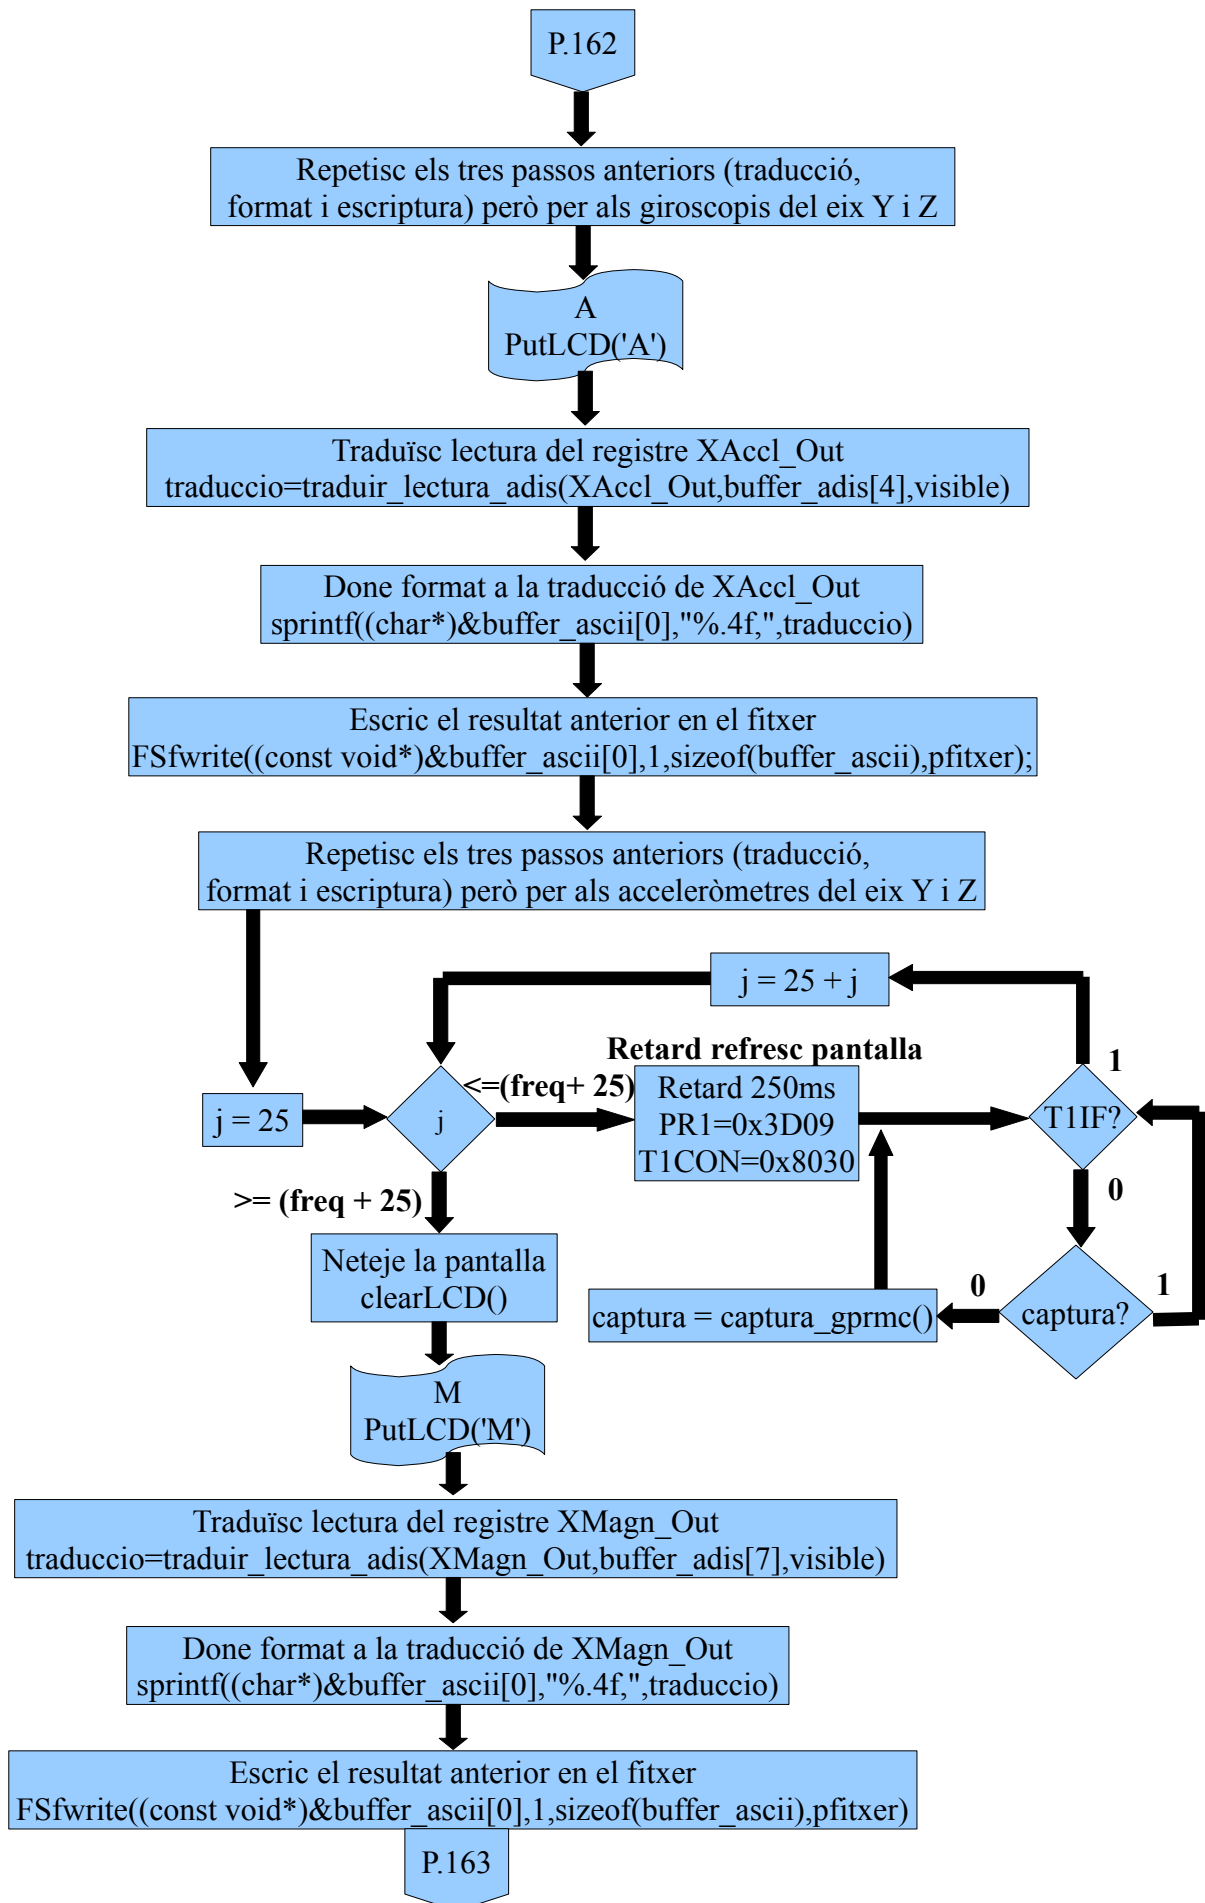 P.162
Repetisc els tres passos anteriors (traducció,
format i escriptura) però per als giroscopis del eix Y i Z
A
PutLCD('A')
Traduïsc lectura del registre XAccl_Out
traduccio=traduir_lectura_adis(XAccl_Out,buffer_adis[4],visible)
Done format a la traducció de XAccl_Out
sprintf((char*)&buffer_ascii[0],"%.4f,",traduccio)
Escric el resultat anterior en el fitxer
FSfwrite((const void*)&buffer_ascii[0],1,sizeof(buffer_ascii),pfitxer);
Repetisc els tres passos anteriors (traducció,
format i escriptura) però per als acceleròmetres del eix Y i Z
j = 25 + j
Retard refresc pantalla
<=(freq+ 25)
j = 25
j
Retard 250ms
PR1=0x3D09
T1CON=0x8030
T1IF?
1
0
>= (freq + 25)
Neteje la pantalla
clearLCD()
captura = captura_gprmc()
0
captura?
1
M
PutLCD('M')
Traduïsc lectura del registre XMagn_Out
traduccio=traduir_lectura_adis(XMagn_Out,buffer_adis[7],visible)
Done format a la traducció de XMagn_Out
sprintf((char*)&buffer_ascii[0],"%.4f,",traduccio)
Escric el resultat anterior en el fitxer
FSfwrite((const void*)&buffer_ascii[0],1,sizeof(buffer_ascii),pfitxer)
P.163